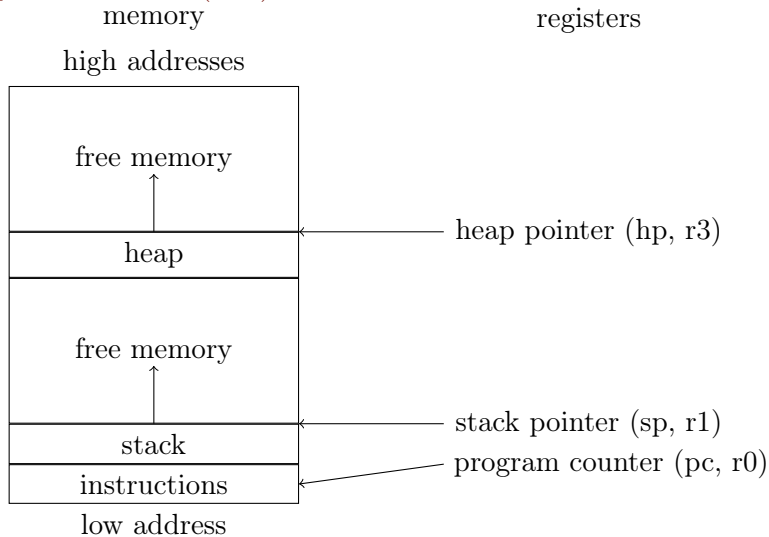 memory
registers
high addresses
free memory
heap pointer (hp, r3)
heap
free memory
stack pointer (sp, r1)
stack
program counter (pc, r0)
instructions
low address